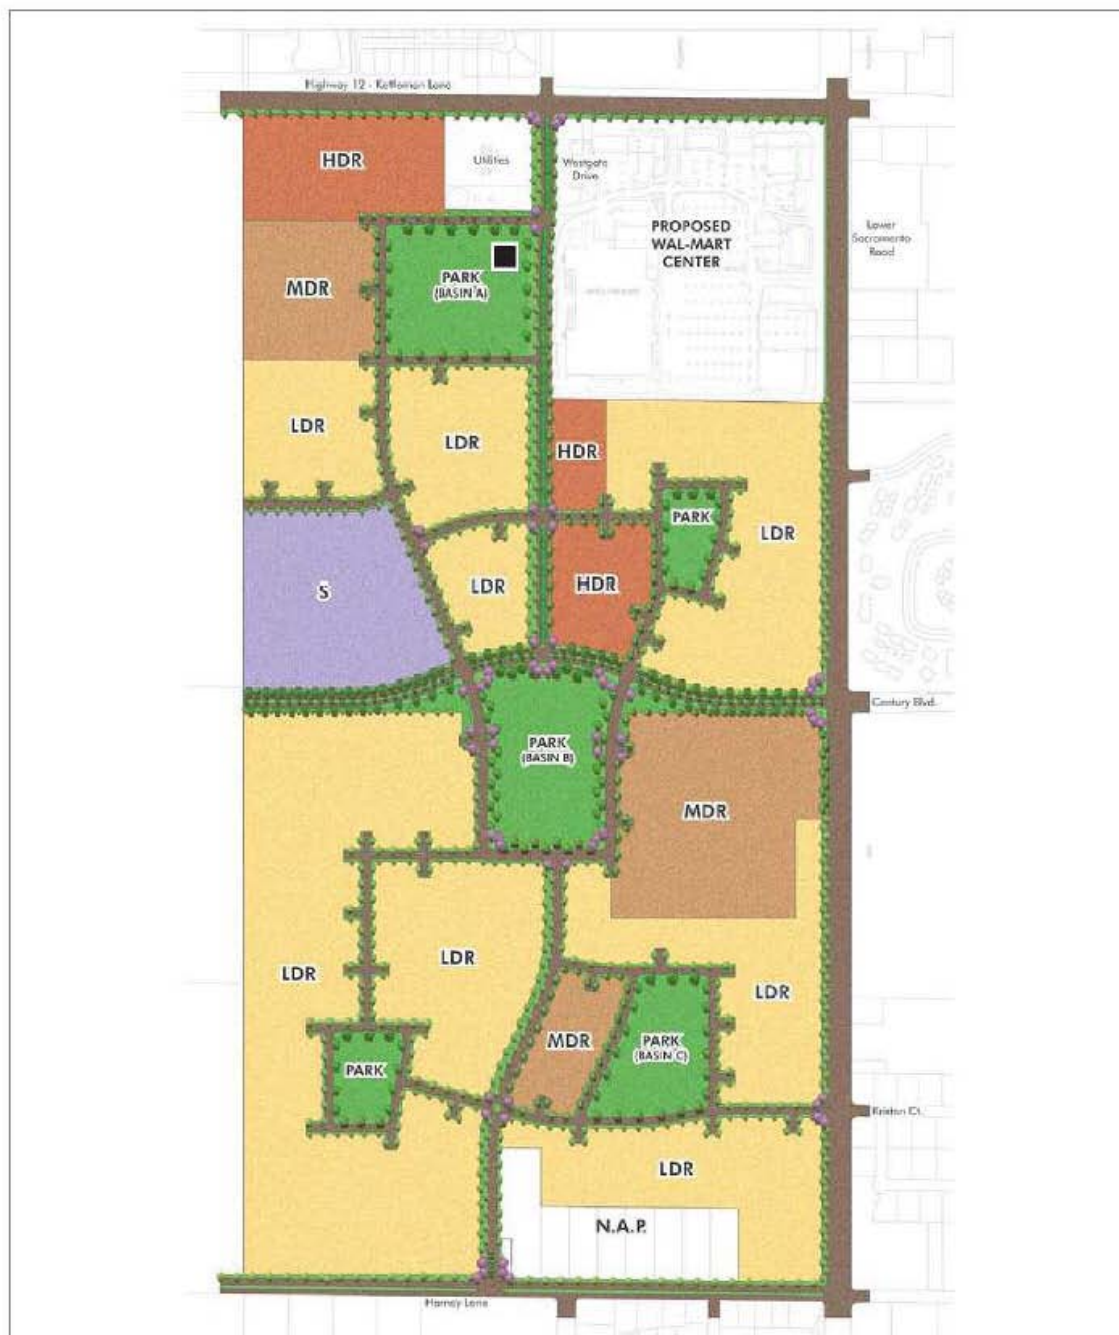 Highway 12 - Kettleman Lane
HDR
Utilities
Westgate
Drive
PROPOSED
WAL-MART
CENTER
Lower
Sacramento
Road
PARK
(BASIN A)
MDR
LDR
LDR
HDR
PARK
LDR
S
LDR
HDR
Century Blvd.
PARK
(BASIN B)
MDR
LDR
LDR
LDR
MDR
PARK
(BASIN C)
PARK
Kristen Ct.
LDR
N.A.P.
Harney Lane